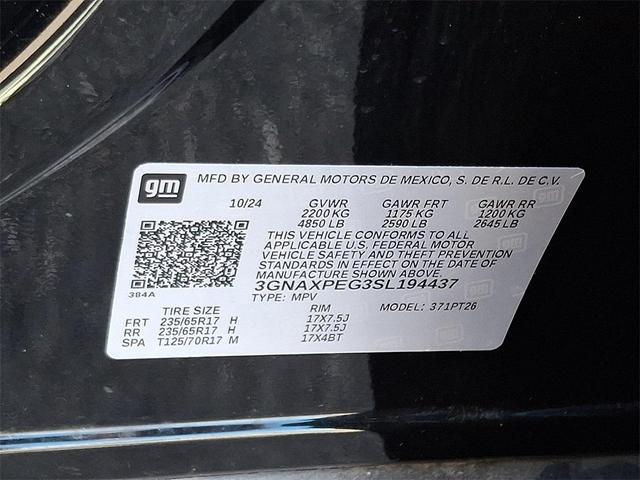 gm
MFD BY GENERAL MOTORS DE MEXICO, S. DE R.L. DE C.V.
10/24 GVWR GAWR FRT GAWR RR
2200 KG 1175 KG 1200 KG
4850 LB 2590 LB 2645 LB
THIS VEHICLE CONFORMS TO ALL
APPLICABLE U.S. FEDERAL MOTOR
VEHICLE SAFETY AND THEFT PREVENTION
STANDARDS IN EFFECT ON THE DATE OF
MANUFACTURE SHOWN ABOVE.
384A
3GNAXPEG3SL194437
TYPE: MPV MODEL: 371PT26
TIRE SIZE RIM
FRT 235/65R17 H 17X7.5J
RR 235/65R17 H 17X7.5J
SPA T125/70R17 M 17X4BT